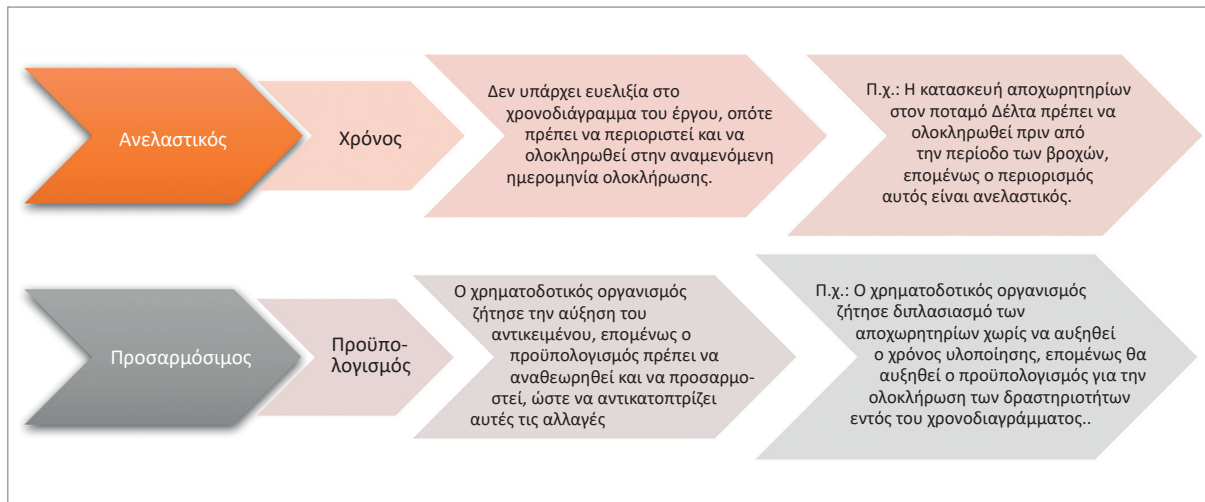 Ανελαστικός
Χρόνος
Δεν υπάρχει ευελιξία στο
χρονοδιάγραμμα του έργου, οπότε
πρέπει να περιοριστεί και να
ολοκληρωθεί στην αναμενόμενη
ημερομηνία ολοκλήρωσης.
Π.χ.: Η κατασκευή αποχωρητηρίων
στον ποταμό Δέλτα πρέπει να
ολοκληρωθεί πριν από
την περίοδο των βροχών,
επομένως ο περιορισμός
αυτός είναι ανελαστικός.
Προσαρμόσιμος
Προϋπο-
λογισμός
Ο χρηματοδοτικός οργανισμός
ζήτησε την αύξηση του
αντικειμένου, επομένως ο
προϋπολογισμός πρέπει να
αναθεωρηθεί και να προσαρμο-
στεί, ώστε να αντικατοπτρίζει
αυτές τις αλλαγές
Π.χ.: Ο χρηματοδοτικός οργανισμός
ζήτησε διπλασιασμό των
αποχωρητηρίων χωρίς να αυξηθεί
ο χρόνος υλοποίησης, επομένως θα
αυξηθεί ο προϋπολογισμός για την
ολοκλήρωση των δραστηριοτήτων
εντός του χρονοδιαγράμματος..